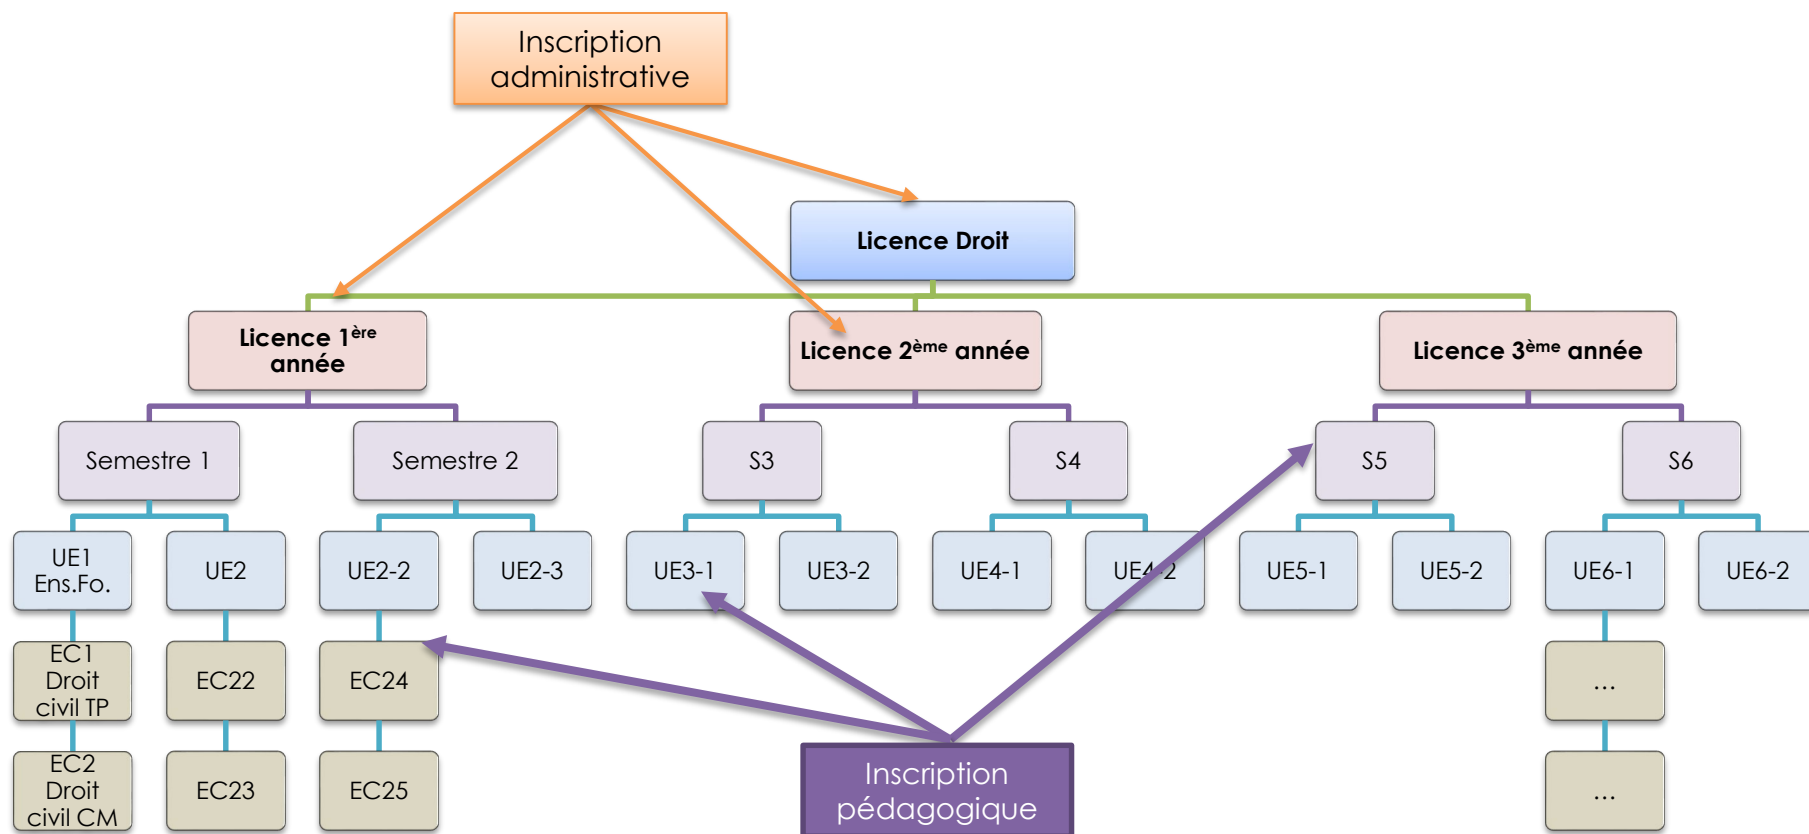 Inscription
administrative
Licence Droit
Licence 1ère
année
Licence 2ème année
Licence 3ème année
Semestre 1
Semestre 2
S3
S4
S5
S6
UE1
Ens.Fo.
UE2
UE2-2
UE2-3
UE3-1
UE3-2
UE4-1
UE4-2
UE5-1
UE5-2
UE6-1
UE6-2
EC1
Droit
civil TP
EC22
EC24
...
EC2
Droit
civil CM
EC23
EC25
Inscription
pédagogique
...